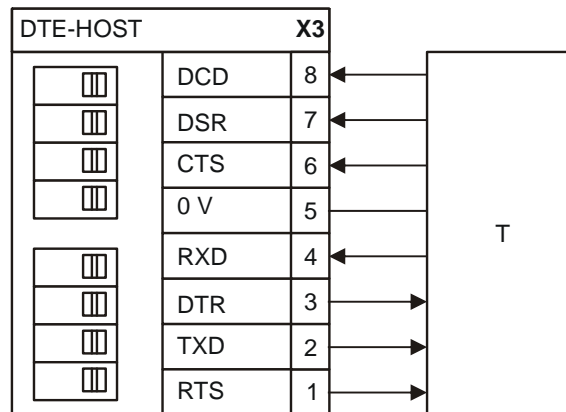 DTE-HOST X3
DCD 8
DSR 7
CTS 6
0 V 5
RXD 4
DTR 3
TXD 2
RTS 1
T